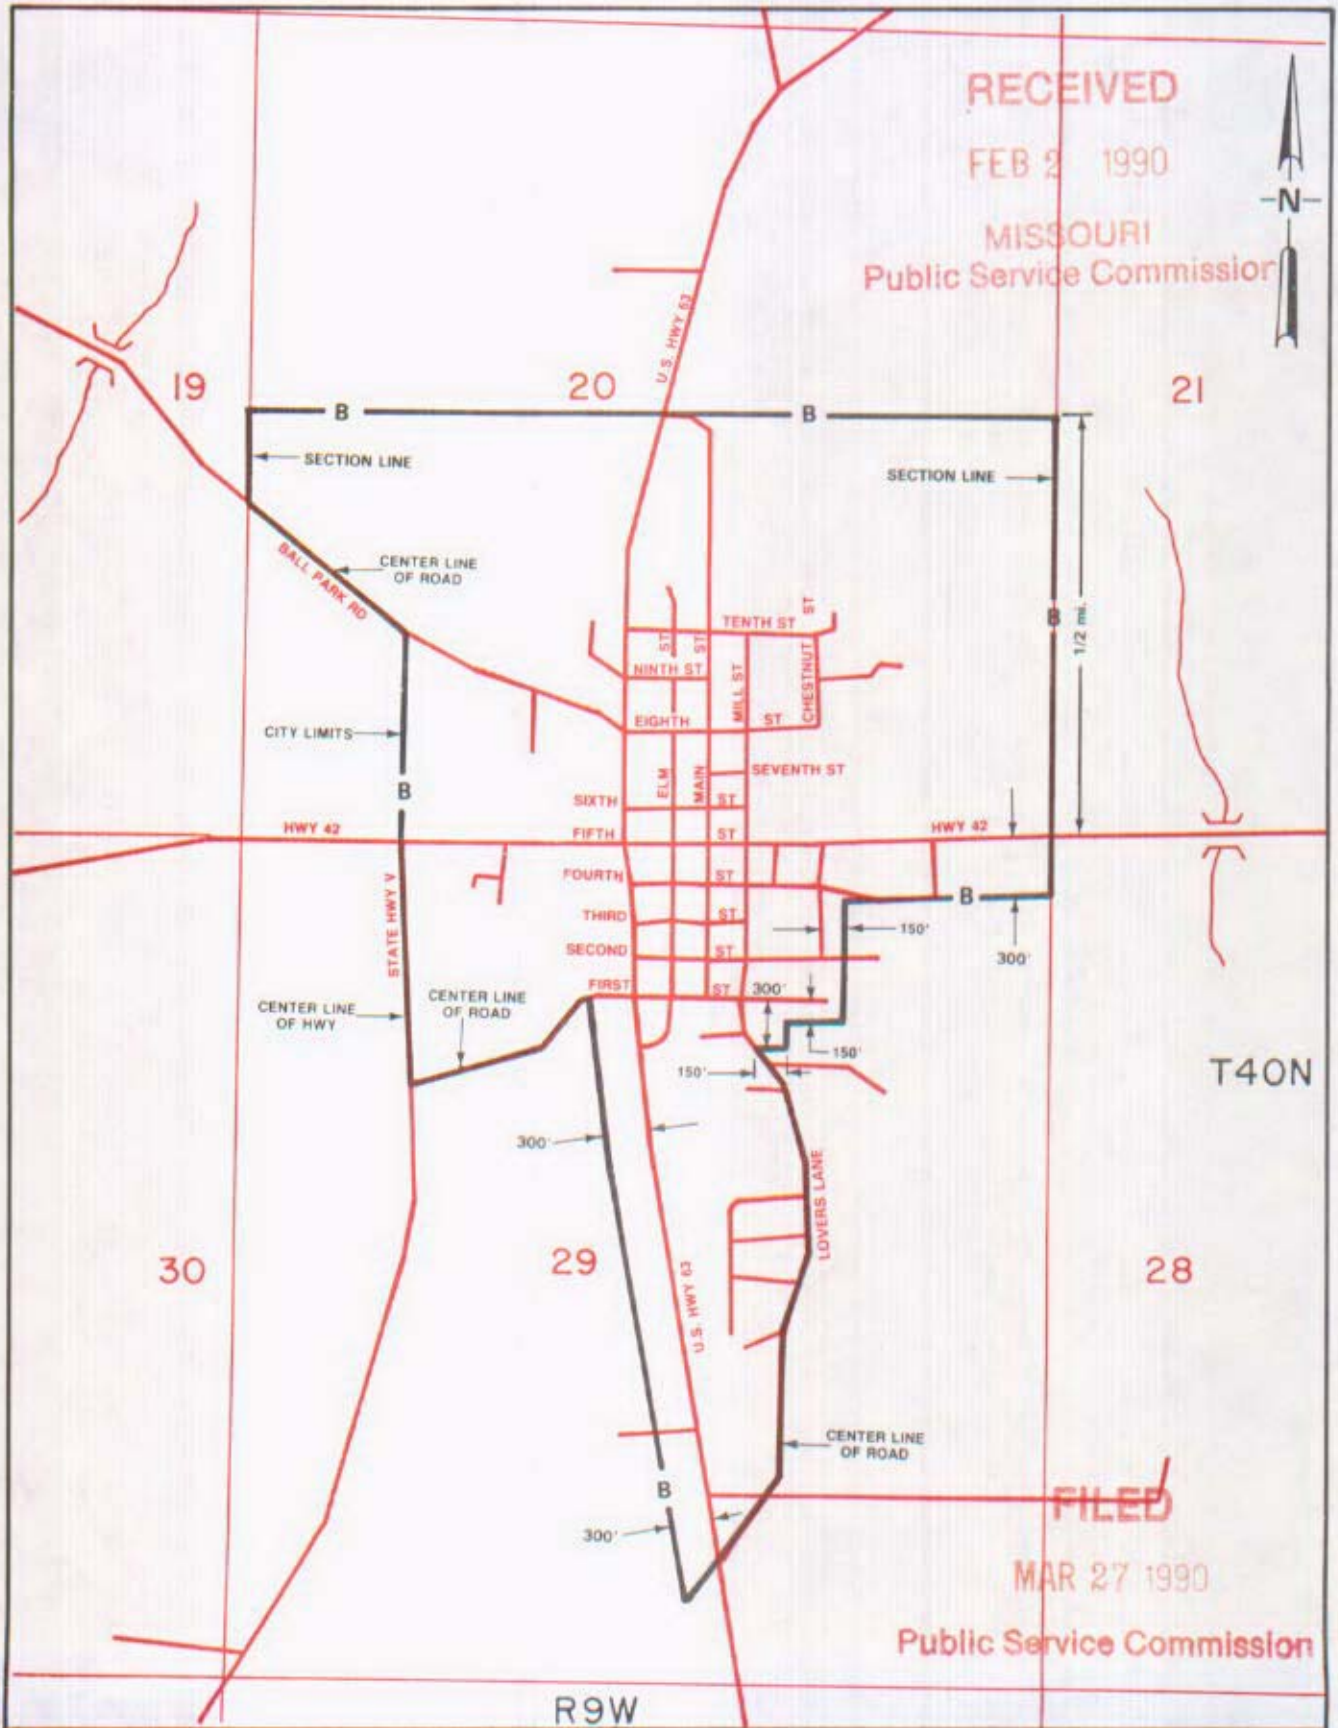 RECEIVED
FEB 2 1990
MISSOURI
Public Service Commission
N
U.S. HWY 63
19
20
21
B
B
SECTION LINE
SECTION LINE
BALL PARK RD
CENTER LINE
OF ROAD
TENTH ST
ST
B
1/2 mi.
ST
ST
NINTH ST
MILL ST
CHESTNUT
EIGHTH
ST
CITY LIMITS
ELM
MAIN
SEVENTH ST
B
SIXTH
ST
HWY 42
FIFTH
ST
HWY 42
FOURTH
ST
B
STATE HWY V
THIRD
ST
150'
SECOND
ST
300'
FIRST
ST
300'
CENTER LINE
OF HWY
CENTER LINE
OF ROAD
150'
150'
T40N
300'
LOVERS LANE
30
29
28
U.S. HWY 63
CENTER LINE
OF ROAD
B
300'
FILED
MAR 27 1990
Public Service Commission
R9W